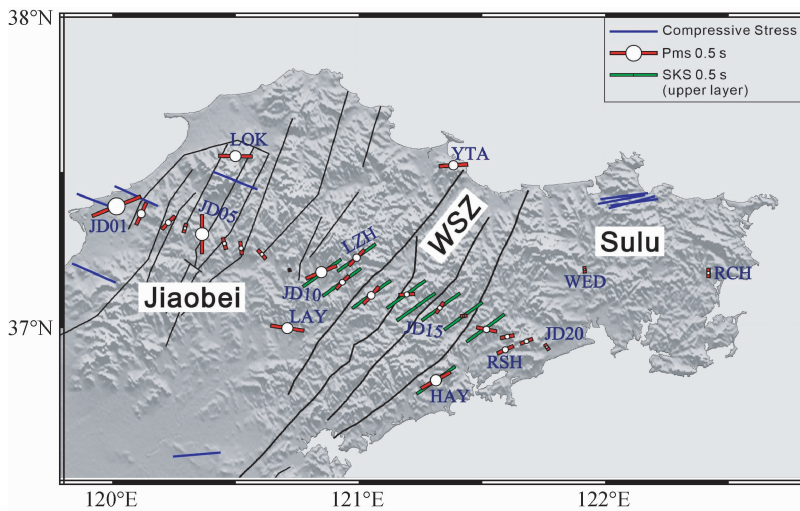 38°N
Compressive Stress
Pms 0.5 s
SKS 0.5 s
(upper layer)
LOK
YTA
JD01
JD05
LZH
WSZ
Sulu
JD10
WED
RCH
Jiaobei
LAY
37°N
JD15
JD20
RSH
HAY
120°E
121°E
122°E